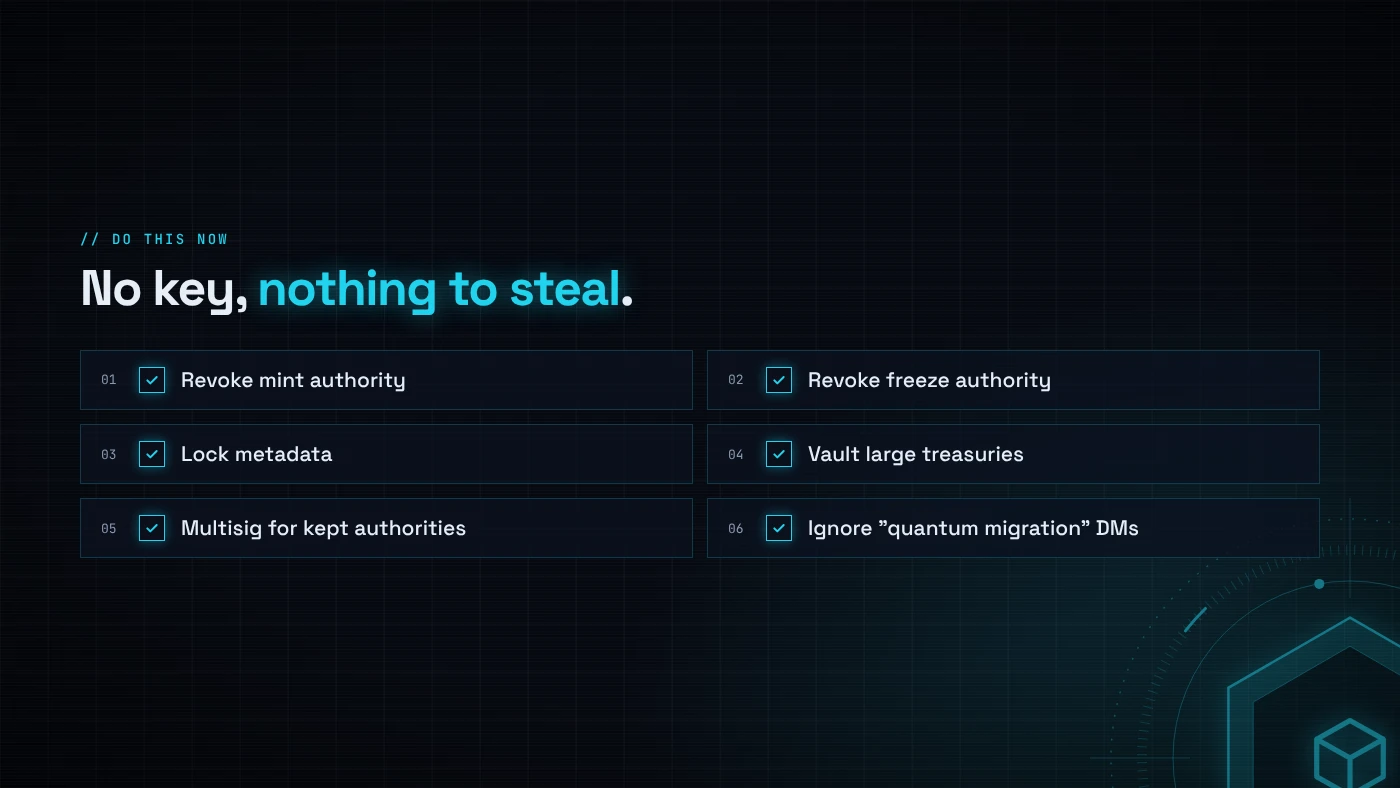 // DO THIS NOW
No key, nothing to steal.
01 Revoke mint authority
02 Revoke freeze authority
03 Lock metadata
04 Vault large treasuries
05 Multisig for kept authorities
06 Ignore ”quantum migration” DMs